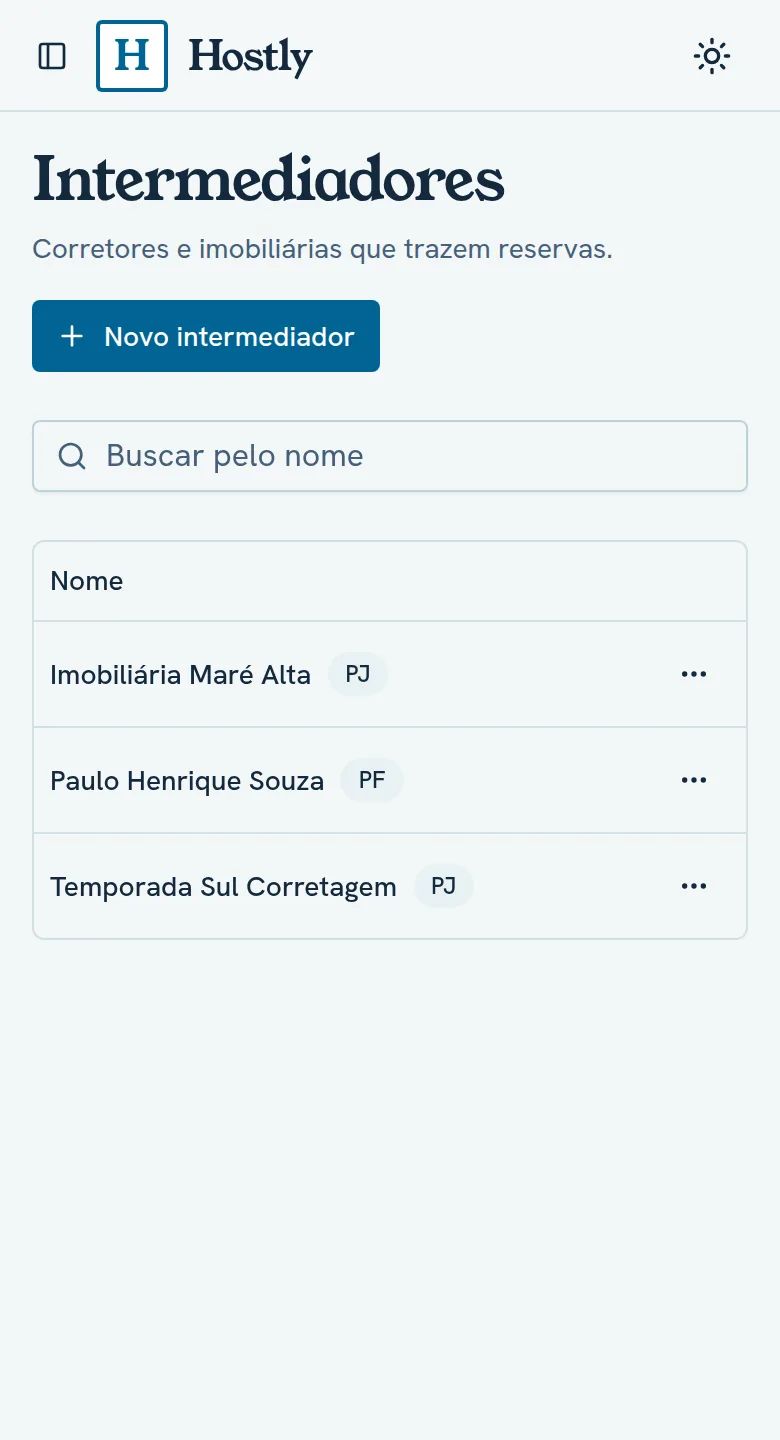 H Hostly
Intermediadores
Corretores e imobiliárias que trazem reservas.
+ Novo intermediador
Buscar pelo nome
Nome
Imobiliária Maré Alta PJ
Paulo Henrique Souza PF
Temporada Sul Corretagem PJ